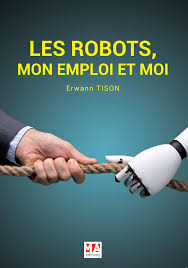 LES ROBOTS,
MON EMPLOI ET MOI
Erwann TISON
MA
ÉDITIONS